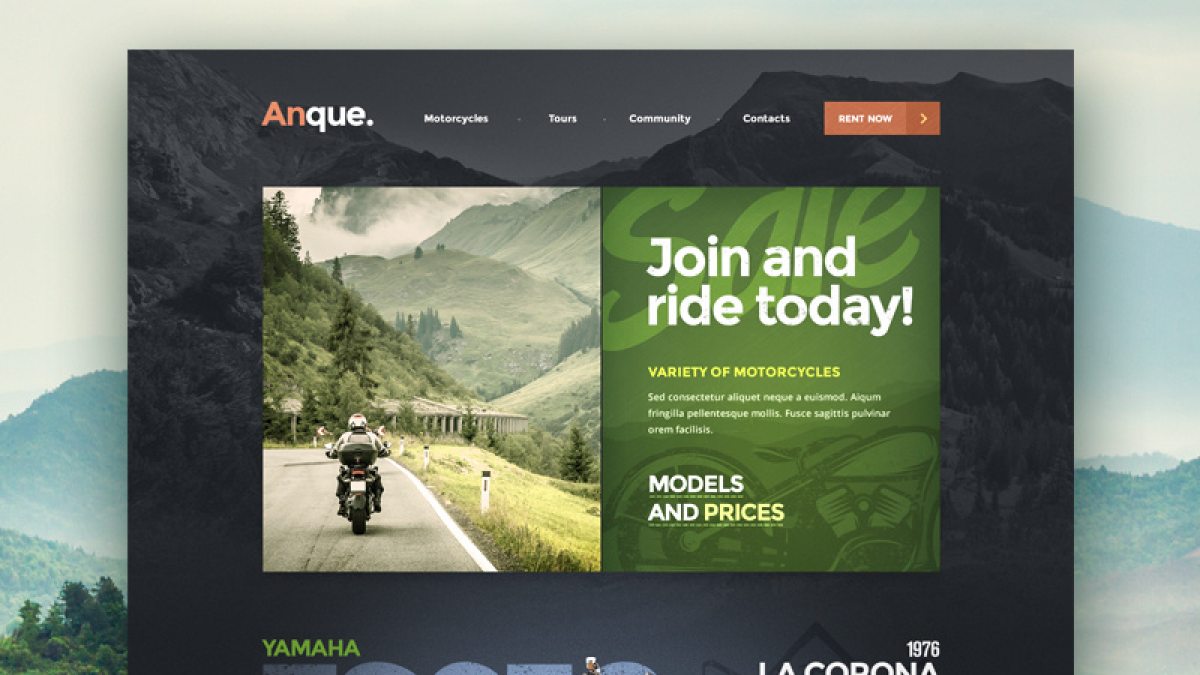 Anque.
Motorcycles
Tours
Community
Contacts
RENT NOW
Sale
Join and
ride today!
VARIETY OF MOTORCYCLES
Sed consectetur aliquet neque a euismod. Aiqum
fringilla pellentesque mollis. Fusce sagittis pulvinar
orem facilisis.
MODELS
AND PRICES
YAMAHA
1976
LA CORONA